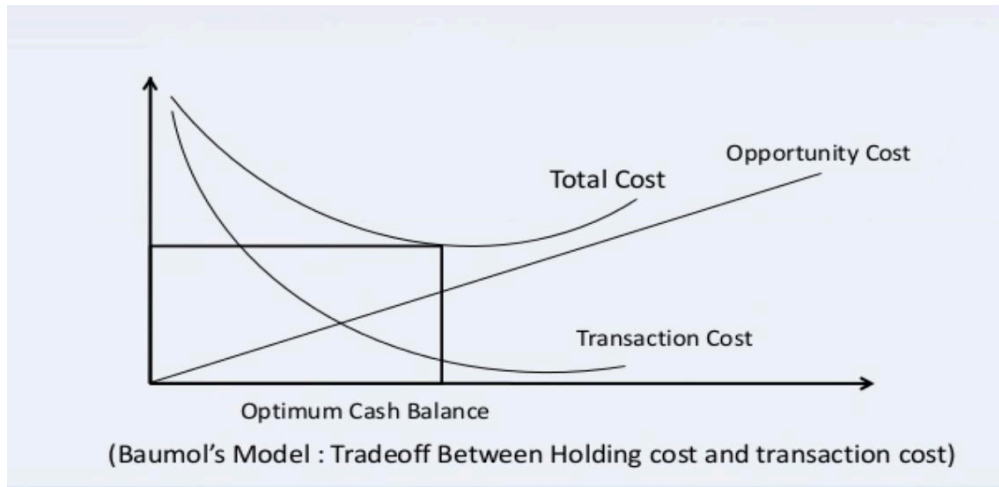 Opportunity Cost
Total Cost
Transaction Cost
Optimum Cash Balance
(Baumol's Model : Tradeoff Between Holding cost and transaction cost)